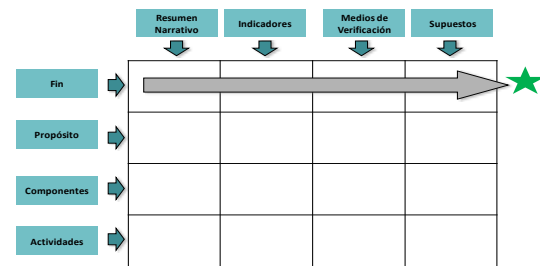 Resumen
Narrativo
Indicadores
Medios de
Verificación
Supuestos
Fin
Propósito
Componentes
Actividades